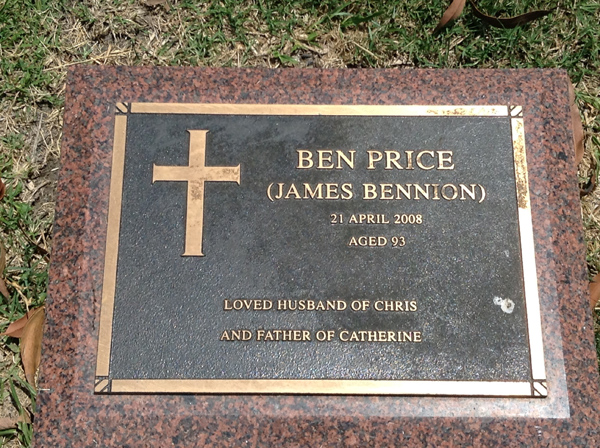 BEN PRICE
(JAMES BENNION)
21 APRIL 2008
AGED 93
LOVED HUSBAND OF CHRIS
AND FATHER OF CATHERINE